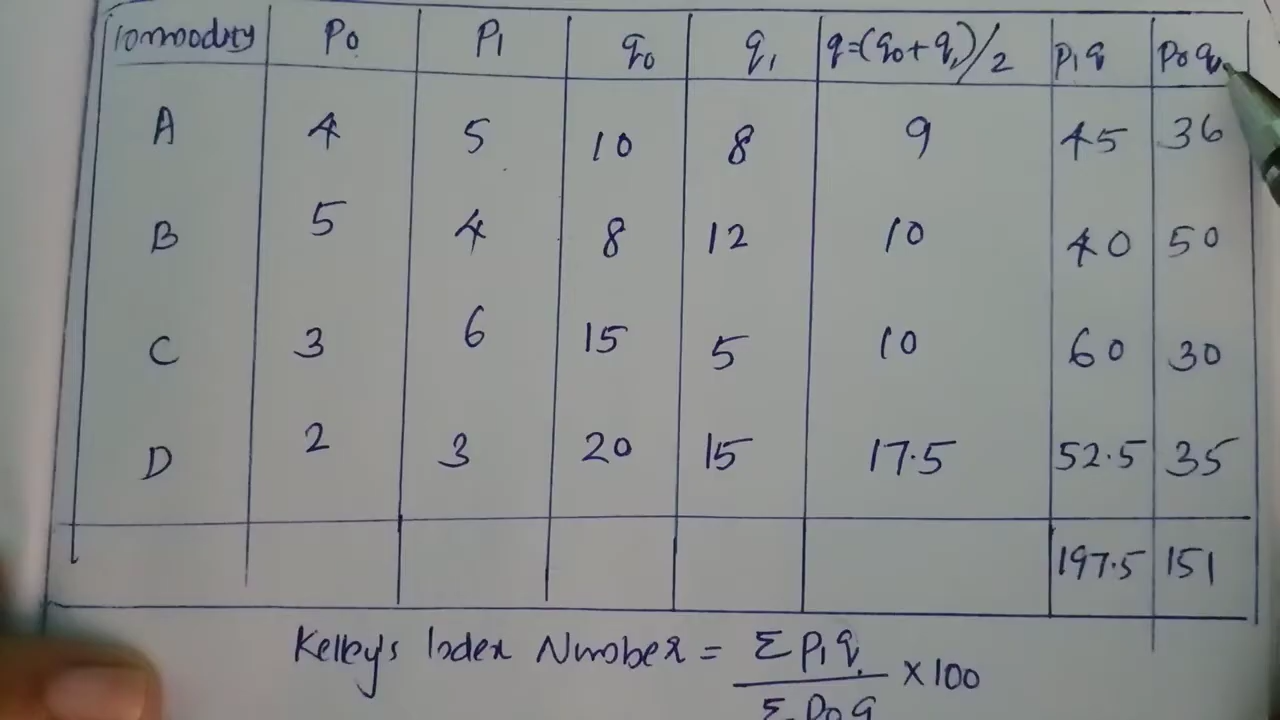 Commodity P0 P1 q0 q1 q=(q0+q1)/2 P1q P0q
A 4 5 10 8 9 45 36
B 5 4 8 12 10 40 50
C 3 6 15 5 10 60 30
D 2 3 20 15 17.5 52.5 35
197.5 151
Kelley's Index Number = Σ P1q / Σ P0q ×100